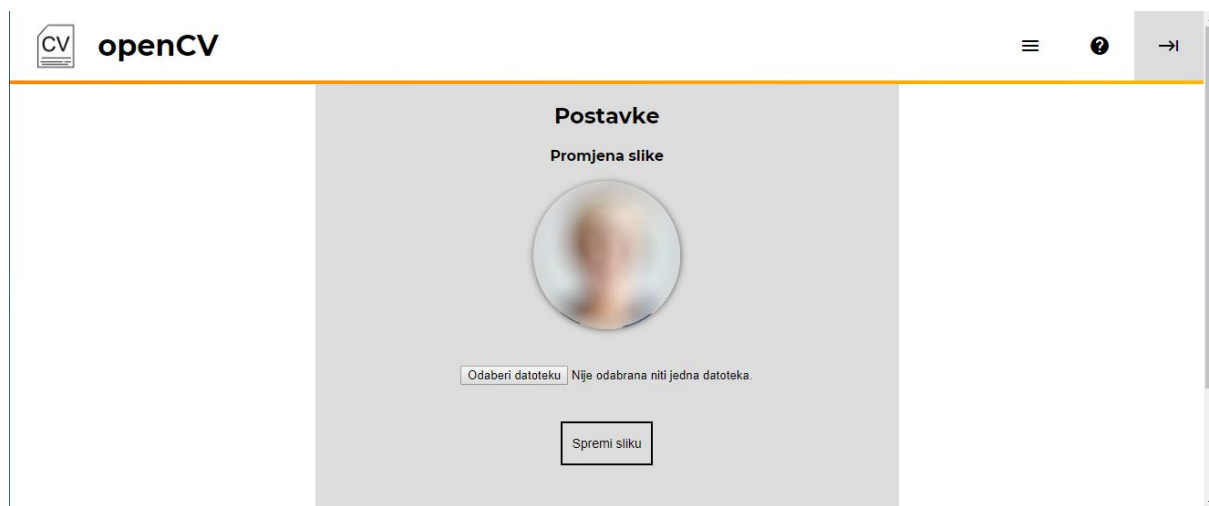 CV openCV
Postavke
Promjena slike
Odaberi datoteku Nije odabrana niti jedna datoteka.
Spremi sliku